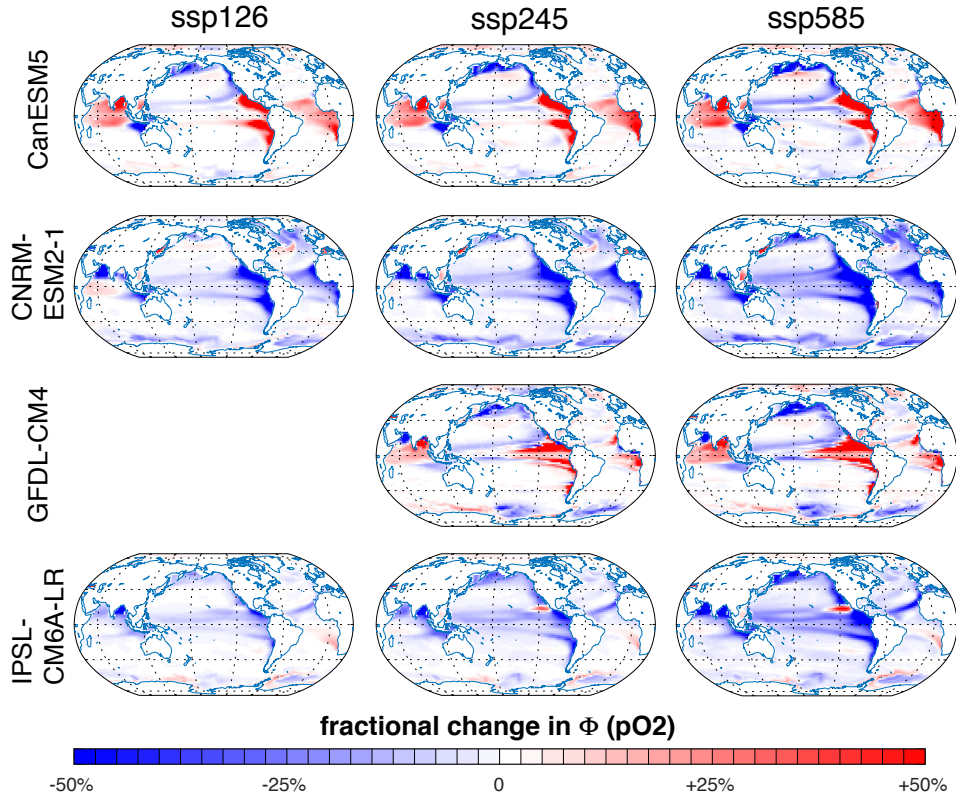 ssp126 ssp245 ssp585
CanESM5
CNRM-
ESM2-1
GFDL-CM4
IPSL-
CM6A-LR
fractional change in Φ (pO2)
-50% -25% 0 +25% +50%